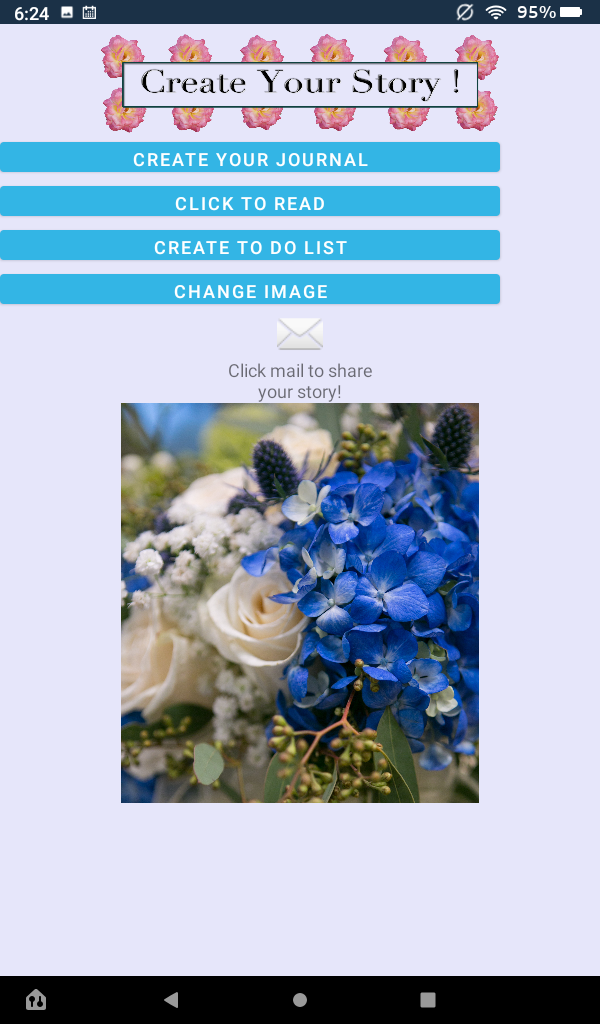 6:24 95%
Create Your Story !
CREATE YOUR JOURNAL
CLICK TO READ
CREATE TO DO LIST
CHANGE IMAGE
Click mail to share
your story!